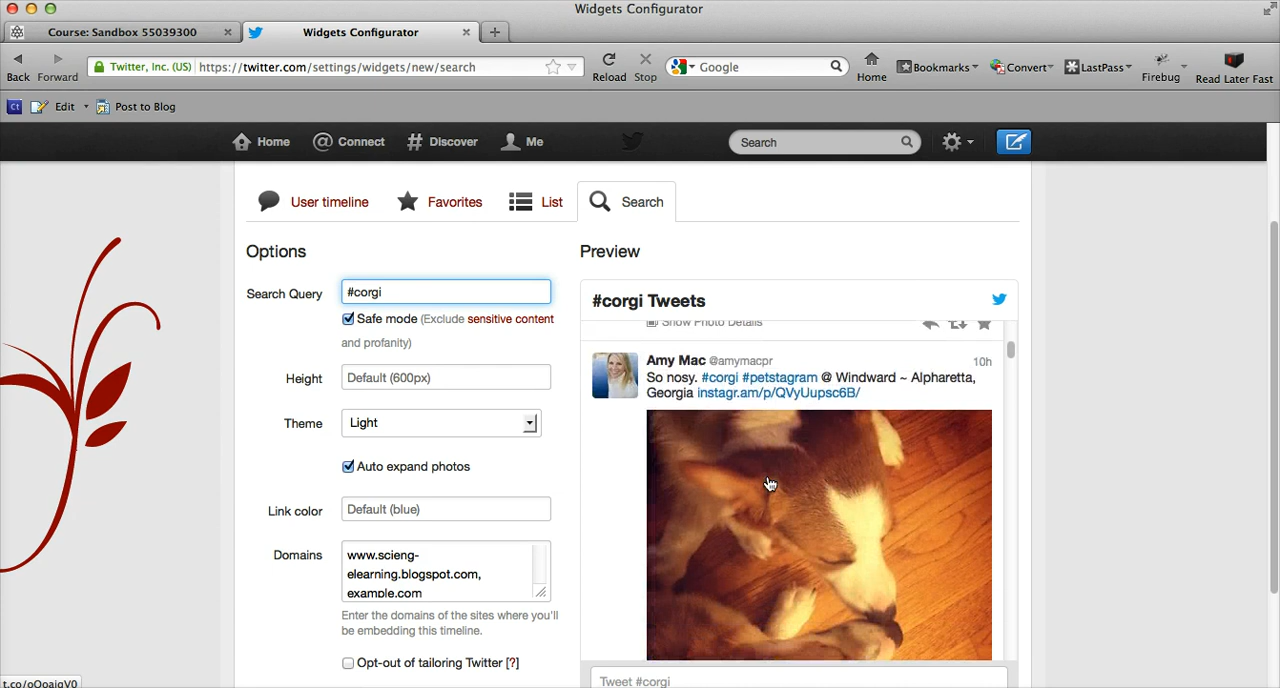 Widgets Configurator
Course: Sandbox 55039300
Widgets Configurator
Back
Forward
Twitter, Inc. (US)
https://twitter.com/settings/widgets/new/search
Reload
Stop
Google
Home
Bookmarks
Convert
LastPass
Firebug
Read Later Fast
Ct
Edit
Post to Blog
Home
@ Connect
# Discover
Me
Search
User timeline
Favorites
List
Search
Options
Search Query
#corgi
Safe mode (Exclude sensitive content
and profanity)
Height
Default (600px)
Theme
Light
Auto expand photos
Link color
Default (blue)
Domains
www.scieng-
elearning.blogspot.com,
example.com
Enter the domains of the sites where you'll
be embedding this timeline.
Opt-out of tailoring Twitter [?]
Preview
#corgi Tweets
Show Photo Details
Amy Mac @amymacpr
10h
So nosy. #corgi #petstagram @ Windward ~ Alpharetta,
Georgia instagr.am/p/QVyUupsc6B/
Tweet #corgi